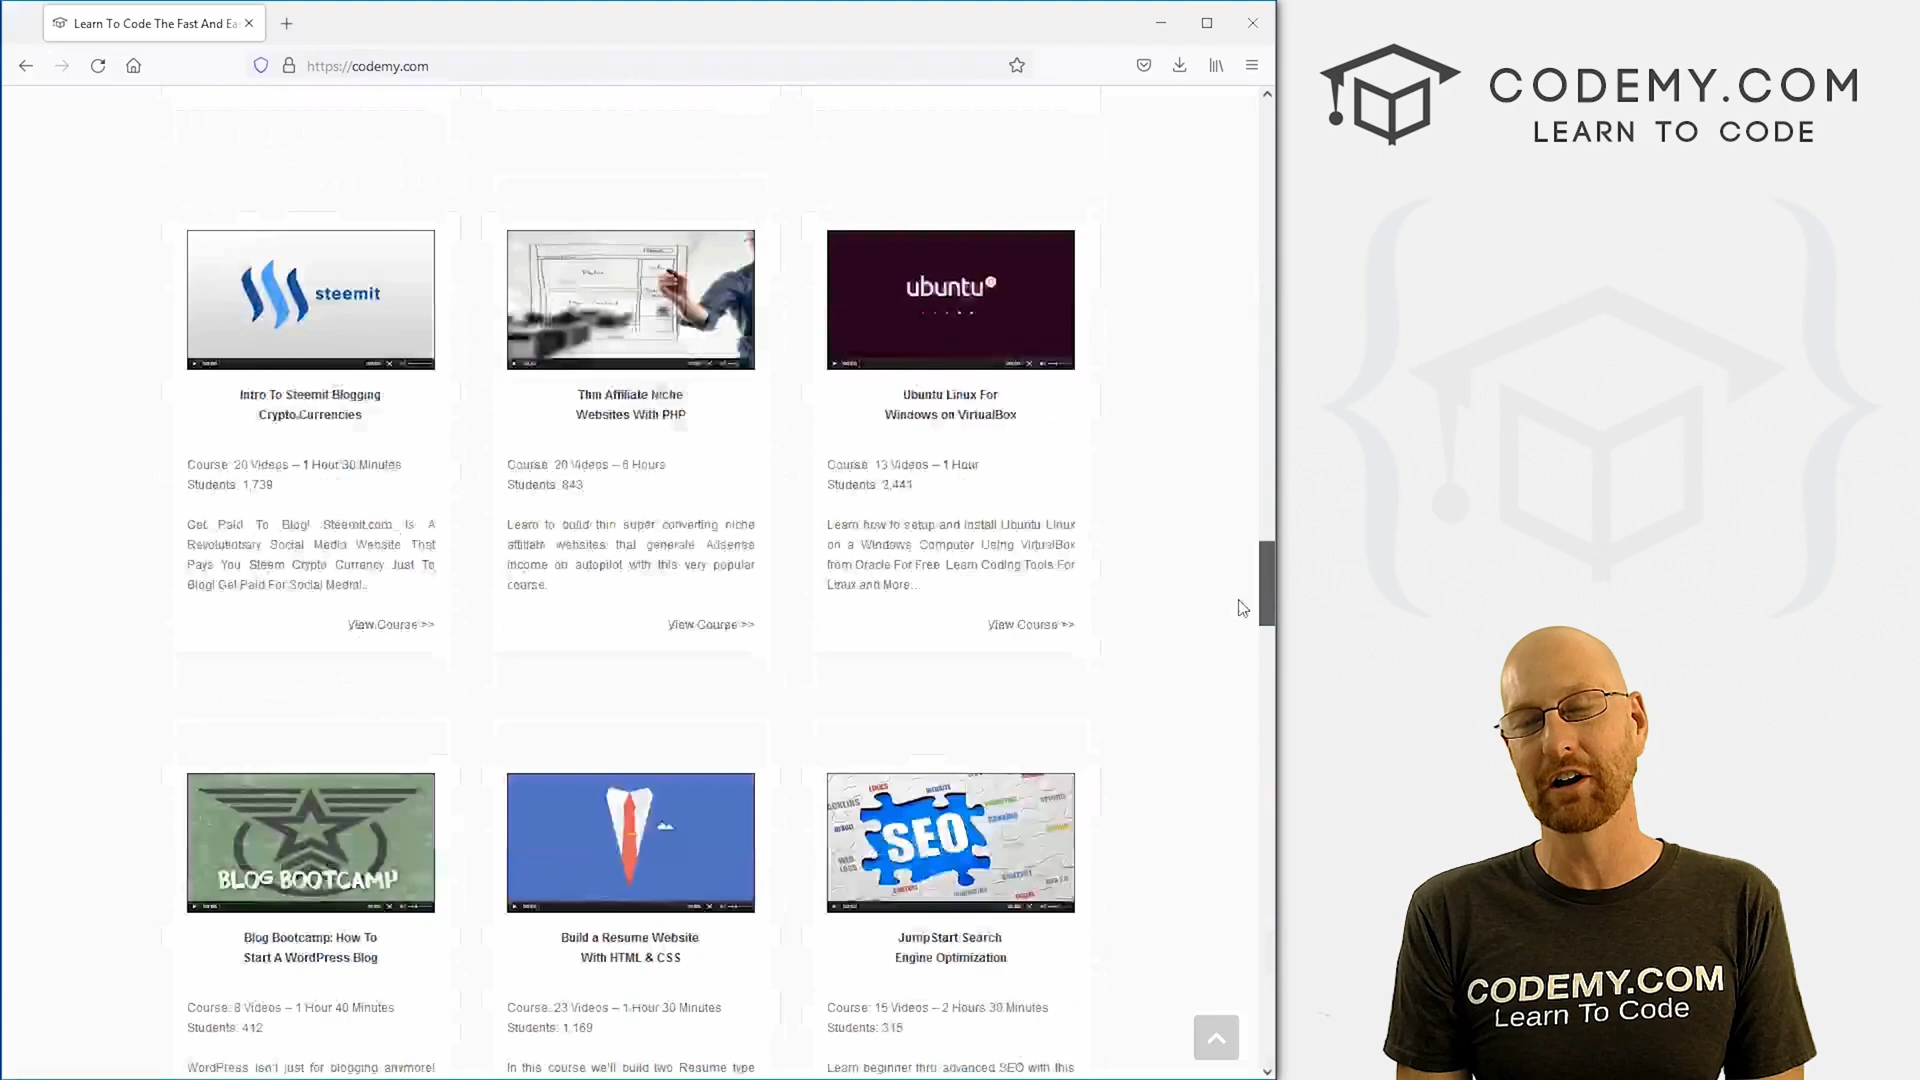 Learn To Code The Fast And Ea
https://codemy.com
CODEMY.COM
LEARN TO CODE
steemit
ubuntu
Intro To Steemit Blogging
Crypto Currencies
Thin Affiliate Niche
Websites With PHP
Ubuntu Linux For
Windows on VirtualBox
Course: 20 Videos – 1 Hour 30 Minutes
Students: 1,739
Course: 20 Videos – 6 Hours
Students: 843
Course: 13 Videos – 1 Hour
Students: 2,441
Get Paid To Blog! Steemit.com Is A
Revolutionary Social Media Website That
Pays You Steem Crypto Currency Just To
Blog! Get Paid For Social Media!..
Learn to build thin super converting niche
affiliate websites that generate Adsense
income on autopilot with this very popular
course.
Learn how to setup and Install Ubuntu Linux
on a Windows Computer Using VirtualBox
from Oracle For Free. Learn Coding Tools For
Linux and More...
View Course >>
View Course >>
View Course >>
BLOG BOOTCAMP
SEO
Blog Bootcamp: How To
Start A WordPress Blog
Build a Resume Website
With HTML & CSS
JumpStart Search
Engine Optimization
Course: 8 Videos – 1 Hour 40 Minutes
Students: 412
Course: 23 Videos – 1 Hour 30 Minutes
Students: 1,169
Course: 15 Videos – 2 Hours 30 Minutes
Students: 315
WordPress isn't just for blogging anymore!
In this course we'll build two Resume type
Learn beginner thru advanced SEO with this
CODEMY.COM
Learn To Code